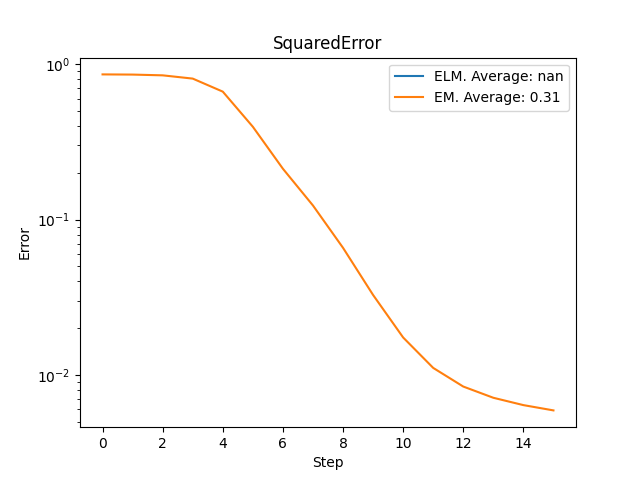 SquaredError
ELM. Average: nan
EM. Average: 0.31
10⁰
10⁻¹
10⁻²
Error
0 2 4 6 8 10 12 14
Step